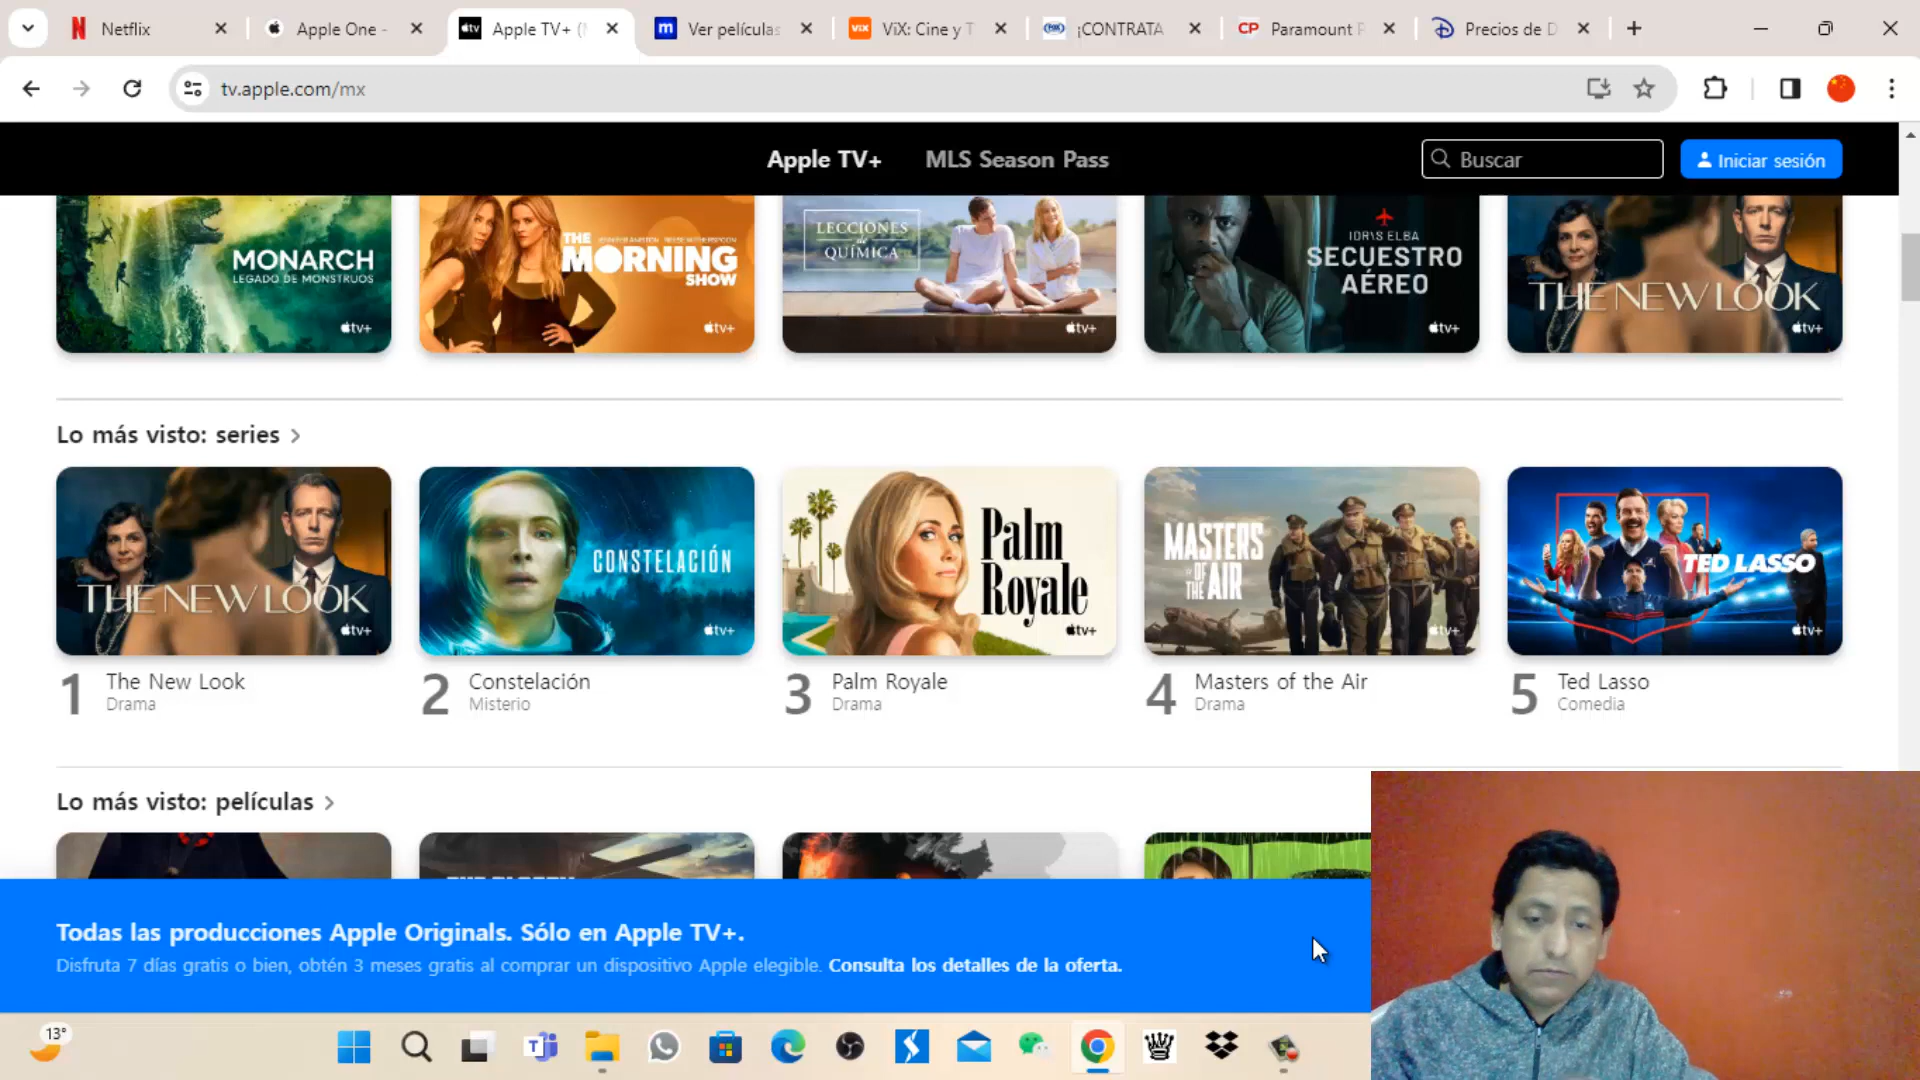 Netflix
Apple One -
Apple TV+ (
Ver películas
ViX: Cine y T
¡CONTRATA
Paramount P
Precios de D
tv.apple.com/mx
Apple TV+
MLS Season Pass
Buscar
Iniciar sesión
MONARCH
LEGADO DE MONSTRUOS
tv+
JENNIFER ANISTON REESE WITHERSPOON
THE MORNING SHOW
tv+
LECCIONES
de
QUÍMICA
tv+
IDRIS ELBA
SECUESTRO
AÉREO
tv+
THE NEW LOOK
tv+
Lo más visto: series
THE NEW LOOK
tv+
CONSTELACIÓN
tv+
Palm
Royale
tv+
MASTERS
OF
THE AIR
tv+
TED LASSO
tv+
1 The New Look
Drama
2 Constelación
Misterio
3 Palm Royale
Drama
4 Masters of the Air
Drama
5 Ted Lasso
Comedia
Lo más visto: películas
Todas las producciones Apple Originals. Sólo en Apple TV+.
Disfruta 7 días gratis o bien, obtén 3 meses gratis al comprar un dispositivo Apple elegible. Consulta los detalles de la oferta.
13°